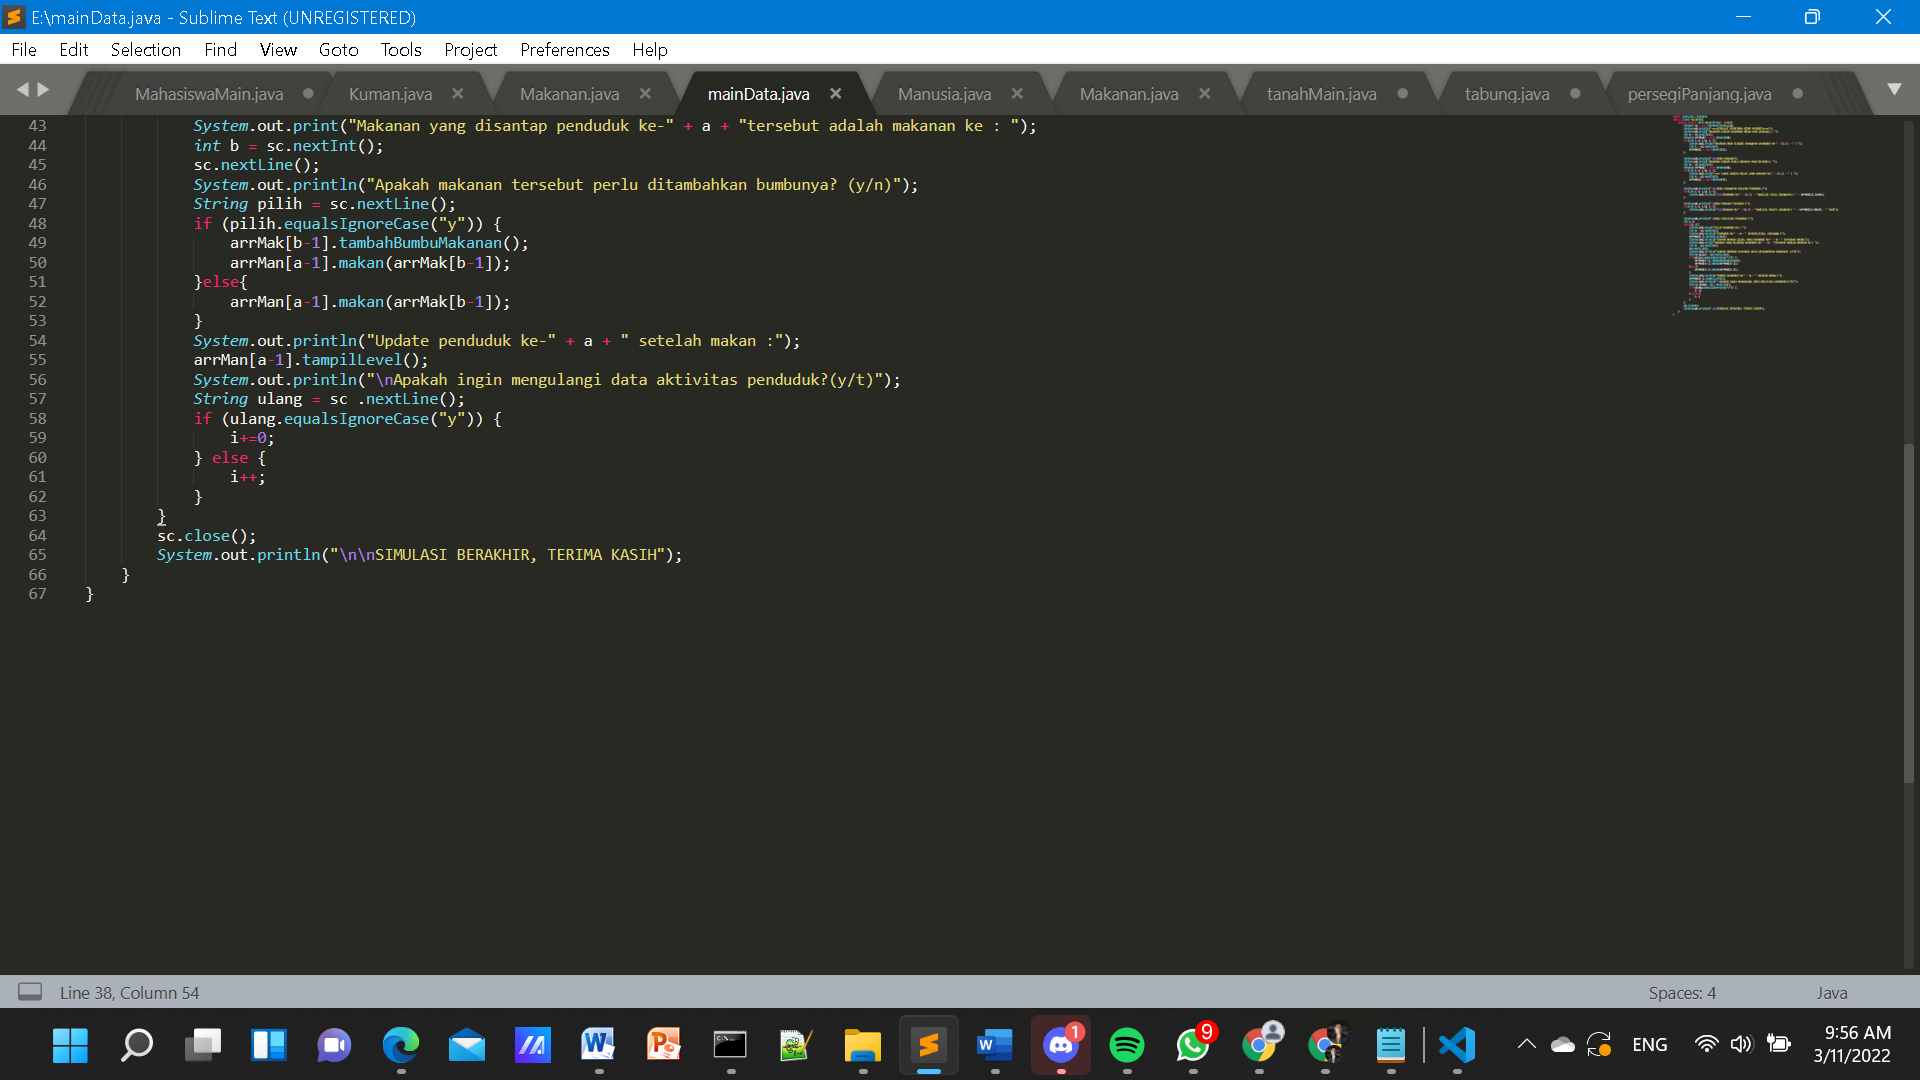 E:\mainData.java - Sublime Text (UNREGISTERED)
File Edit Selection Find View Goto Tools Project Preferences Help
MahasiswaMain.java Kuman.java Makanan.java mainData.java Manusia.java Makanan.java tanahMain.java tabung.java persegiPanjang.java
43 System.out.print("Makanan yang disantap penduduk ke-" + a + "tersebut adalah makanan ke : ");
44 int b = sc.nextInt();
45 sc.nextLine();
46 System.out.println("Apakah makanan tersebut perlu ditambahkan bumbunya? (y/n)");
47 String pilih = sc.nextLine();
48 if (pilih.equalsIgnoreCase("y")) {
49 arrMak[b-1].tambahBumbuMakanan();
50 arrMan[a-1].makan(arrMak[b-1]);
51 }else{
52 arrMan[a-1].makan(arrMak[b-1]);
53 }
54 System.out.println("Update penduduk ke-" + a + " setelah makan :");
55 arrMan[a-1].tampilLevel();
56 System.out.println("\nApakah ingin mengulangi data aktivitas penduduk?(y/t)");
57 String ulang = sc .nextLine();
58 if (ulang.equalsIgnoreCase("y")) {
59 i+=0;
60 } else {
61 i++;
62 }
63 }
64 sc.close();
65 System.out.println("\n\nSIMULASI BERAKHIR, TERIMA KASIH");
66 }
67 }
Line 38, Column 54 Spaces: 4 Java
1 9 ENG 9:56 AM
3/11/2022